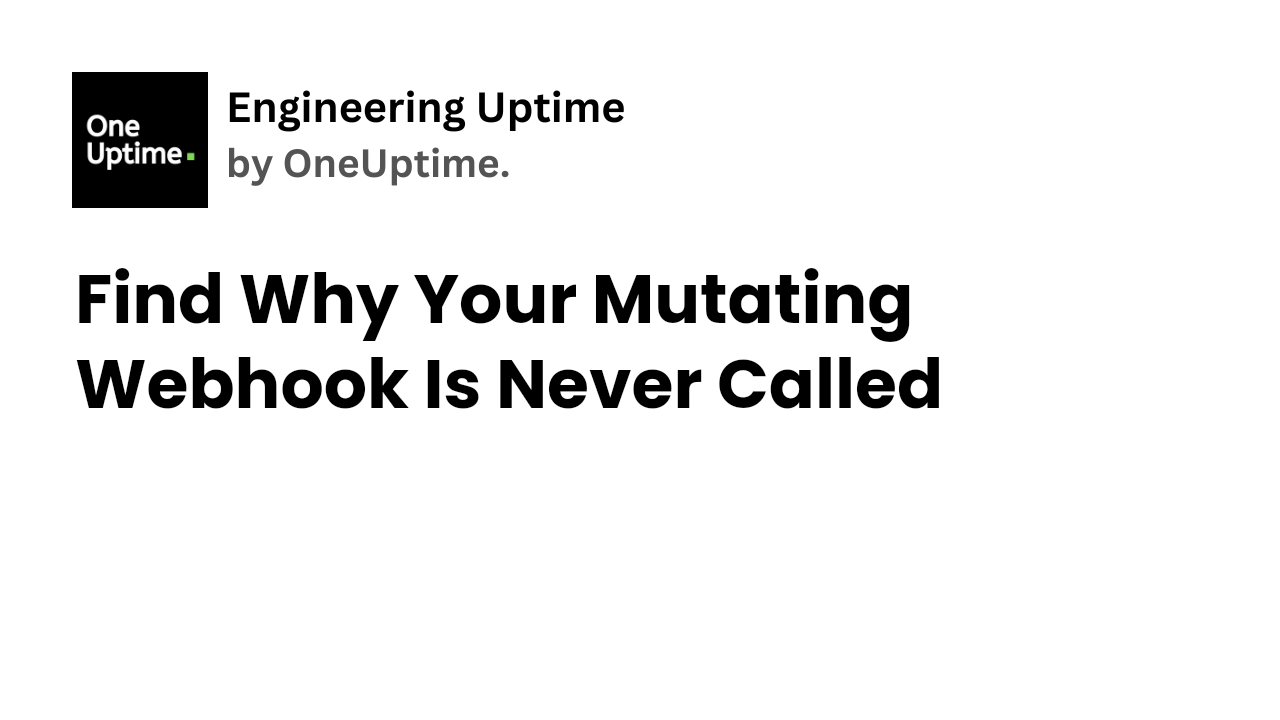 One
Uptime.
Engineering Uptime
by OneUptime.
Find Why Your Mutating
Webhook Is Never Called